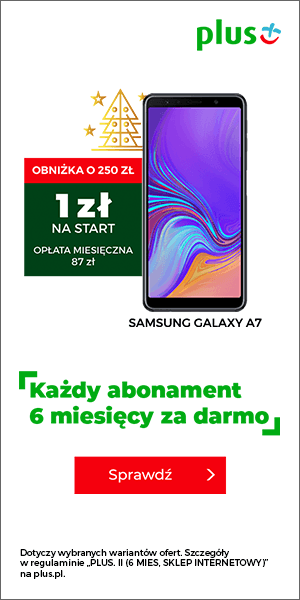 plus
OBNIŻKA O 250 ZŁ
1 zł
NA START
OPŁATA MIESIĘCZNA
87 zł
SAMSUNG GALAXY A7
Każdy abonament
6 miesięcy za darmo
Sprawdź
Dotyczy wybranych wariantów ofert. Szczegóły
w regulaminie „PLUS. II (6 MIES, SKLEP INTERNETOWY)”
na plus.pl.